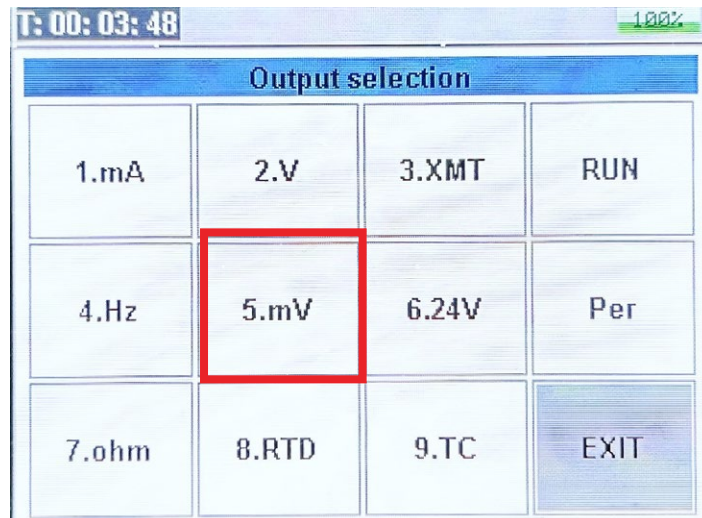 T: 00: 03: 48 100%
Output selection
1.mA 2.V 3.XMT RUN
4.Hz 5.mV 6.24V Per
7.ohm 8.RTD 9.TC EXIT